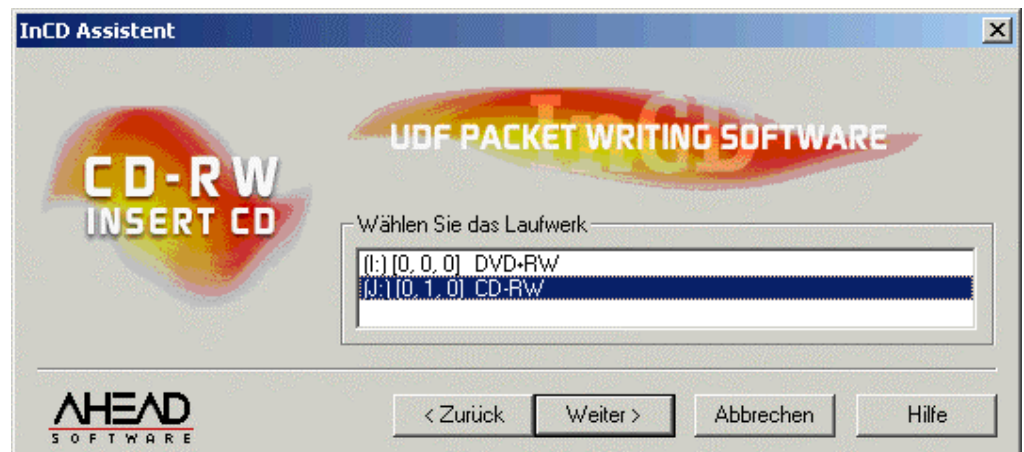 InCD Assistent
InCD
UDF PACKET WRITING SOFTWARE
CD-RW
INSERT CD
Wählen Sie das Laufwerk
(I:) [0, 0, 0] DVD+RW
(J:) [0, 1, 0] CD-RW
AHEAD
SOFTWARE
< Zurück
Weiter >
Abbrechen
Hilfe